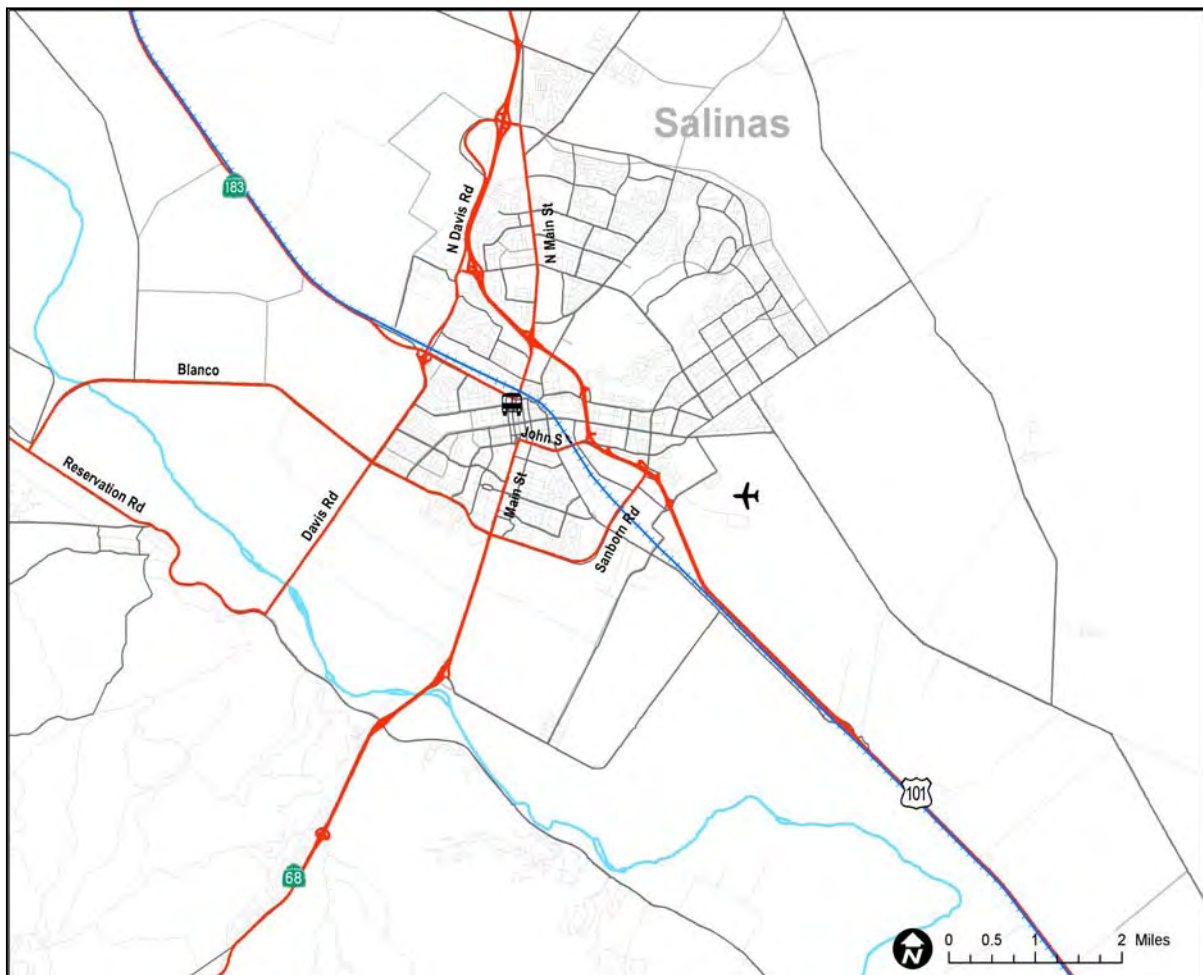 Salinas
183
N Davis Rd
N Main St
Blanco
John S
Main St
Reservation Rd
Davis Rd
Sanborn Rd
101
68
N
0 0.5 1 2 Miles